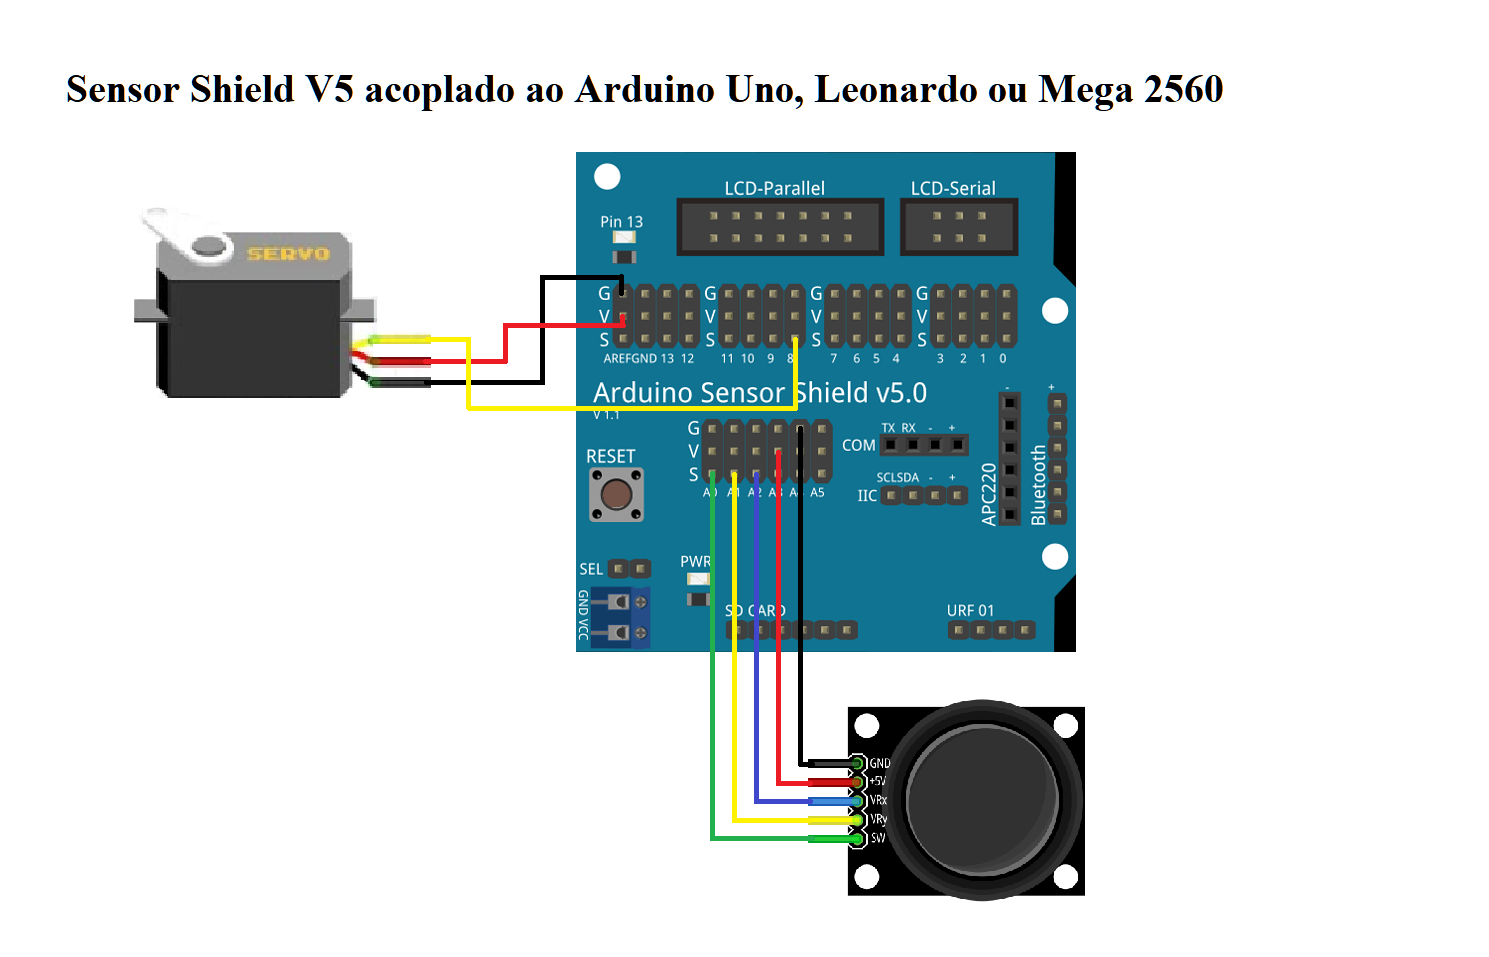 Sensor Shield V5 acoplado ao Arduino Uno, Leonardo ou Mega 2560
LCD-Parallel
LCD-Serial
Pin 13
SERVO
G G G G
V V V V
S S S S
AREFGND 13 12 11 10 9 8 7 6 5 4 3 2 1 0
Arduino Sensor Shield v5.0
V 1.1
- +
G
V
S
A0 A1 A2 A3 A4 A5
RESET
TX RX - +
COM
SCLSDA - +
IIC
APC220
Bluetooth
SEL
PWR
GND VCC
SD CARD
URF 01
GND
+5V
VRx
VRy
SW